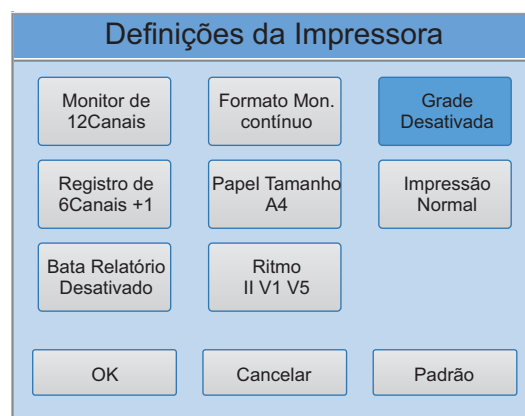 Definições da Impressora
Monitor de
12Canais
Formato Mon.
contínuo
Grade
Desativada
Registro de
6Canais +1
Papel Tamanho
A4
Impressão
Normal
Bata Relatório
Desativado
Ritmo
II V1 V5
OK
Cancelar
Padrão